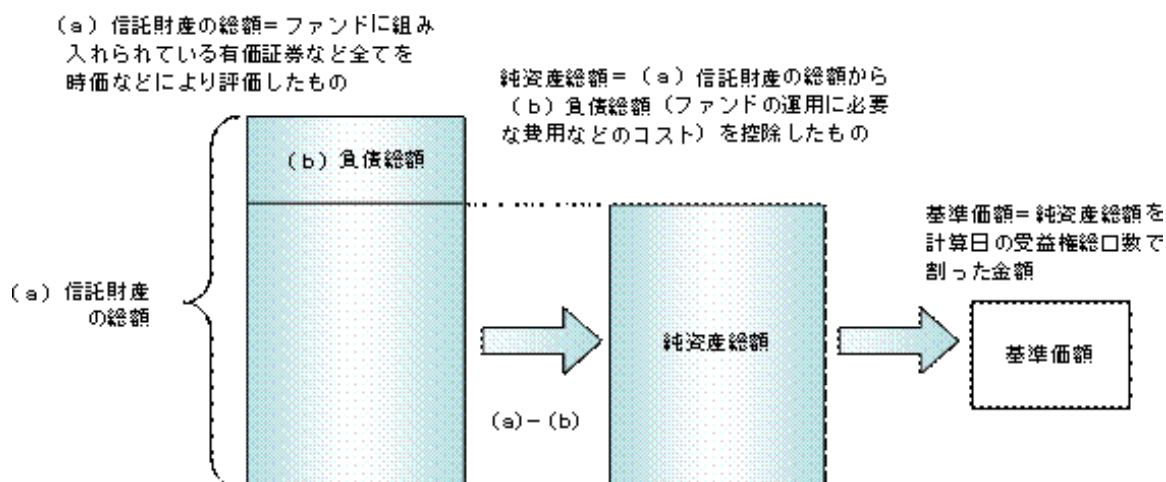 (a) 信託財産の総額＝ファンドに組み
入れられている有価証券など全てを
時価などにより評価したもの
純資産総額＝(a) 信託財産の総額から
(b) 負債総額（ファンドの運用に必要
な費用などのコスト）を控除したもの
(b) 負債総額
基準価額＝純資産総額を
計算日の受益権総口数で
割った金額
(a) 信託財産
の総額
純資産総額
基準価額
(a)－(b)